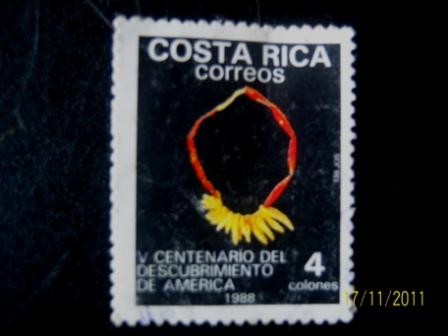 COSTA RICA
correos
V CENTENARIO DEL
DESCUBRIMIENTO
DE AMERICA
1988
4
colones
17/11/2011